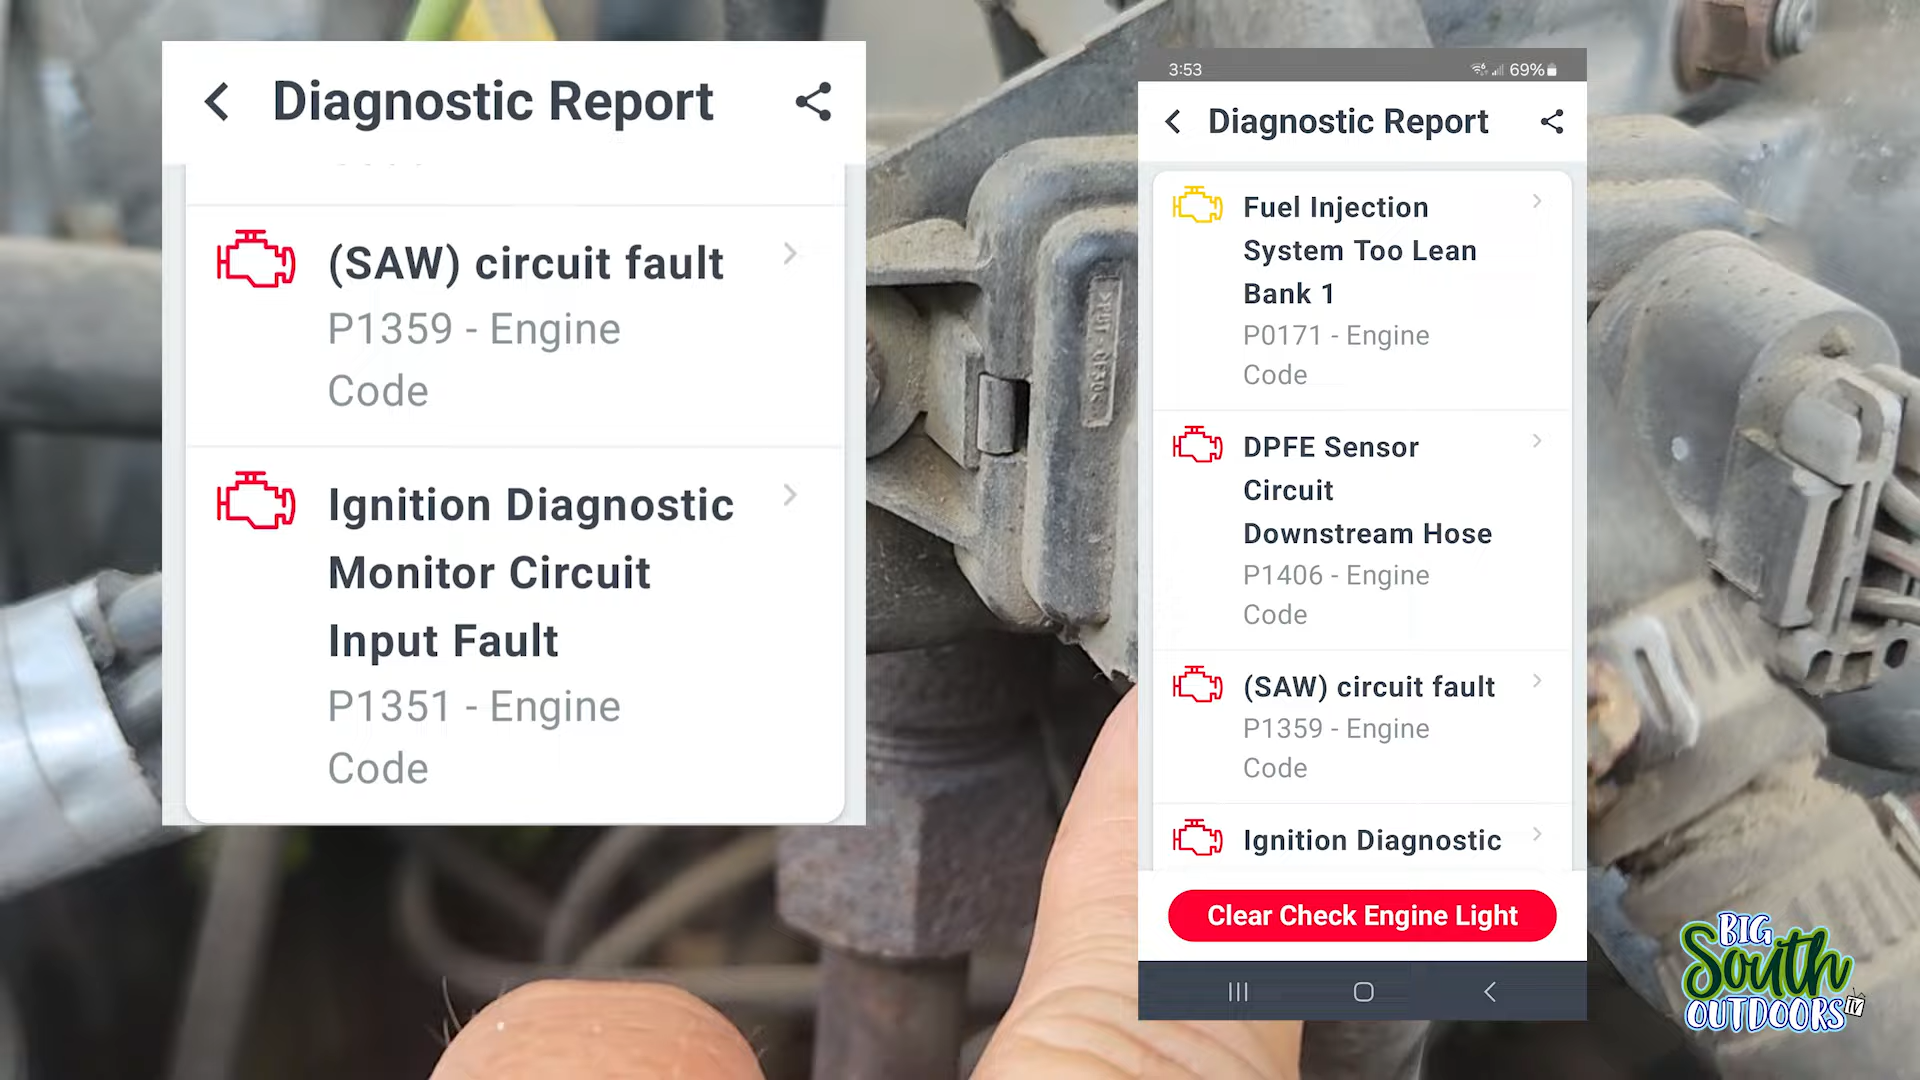 Diagnostic Report
(SAW) circuit fault
P1359 - Engine
Code
Ignition Diagnostic
Monitor Circuit
Input Fault
P1351 - Engine
Code
3:53
69%
Diagnostic Report
Fuel Injection
System Too Lean
Bank 1
P0171 - Engine
Code
DPFE Sensor
Circuit
Downstream Hose
P1406 - Engine
Code
(SAW) circuit fault
P1359 - Engine
Code
Ignition Diagnostic
Clear Check Engine Light
BIG
South
OUTDOORS TV